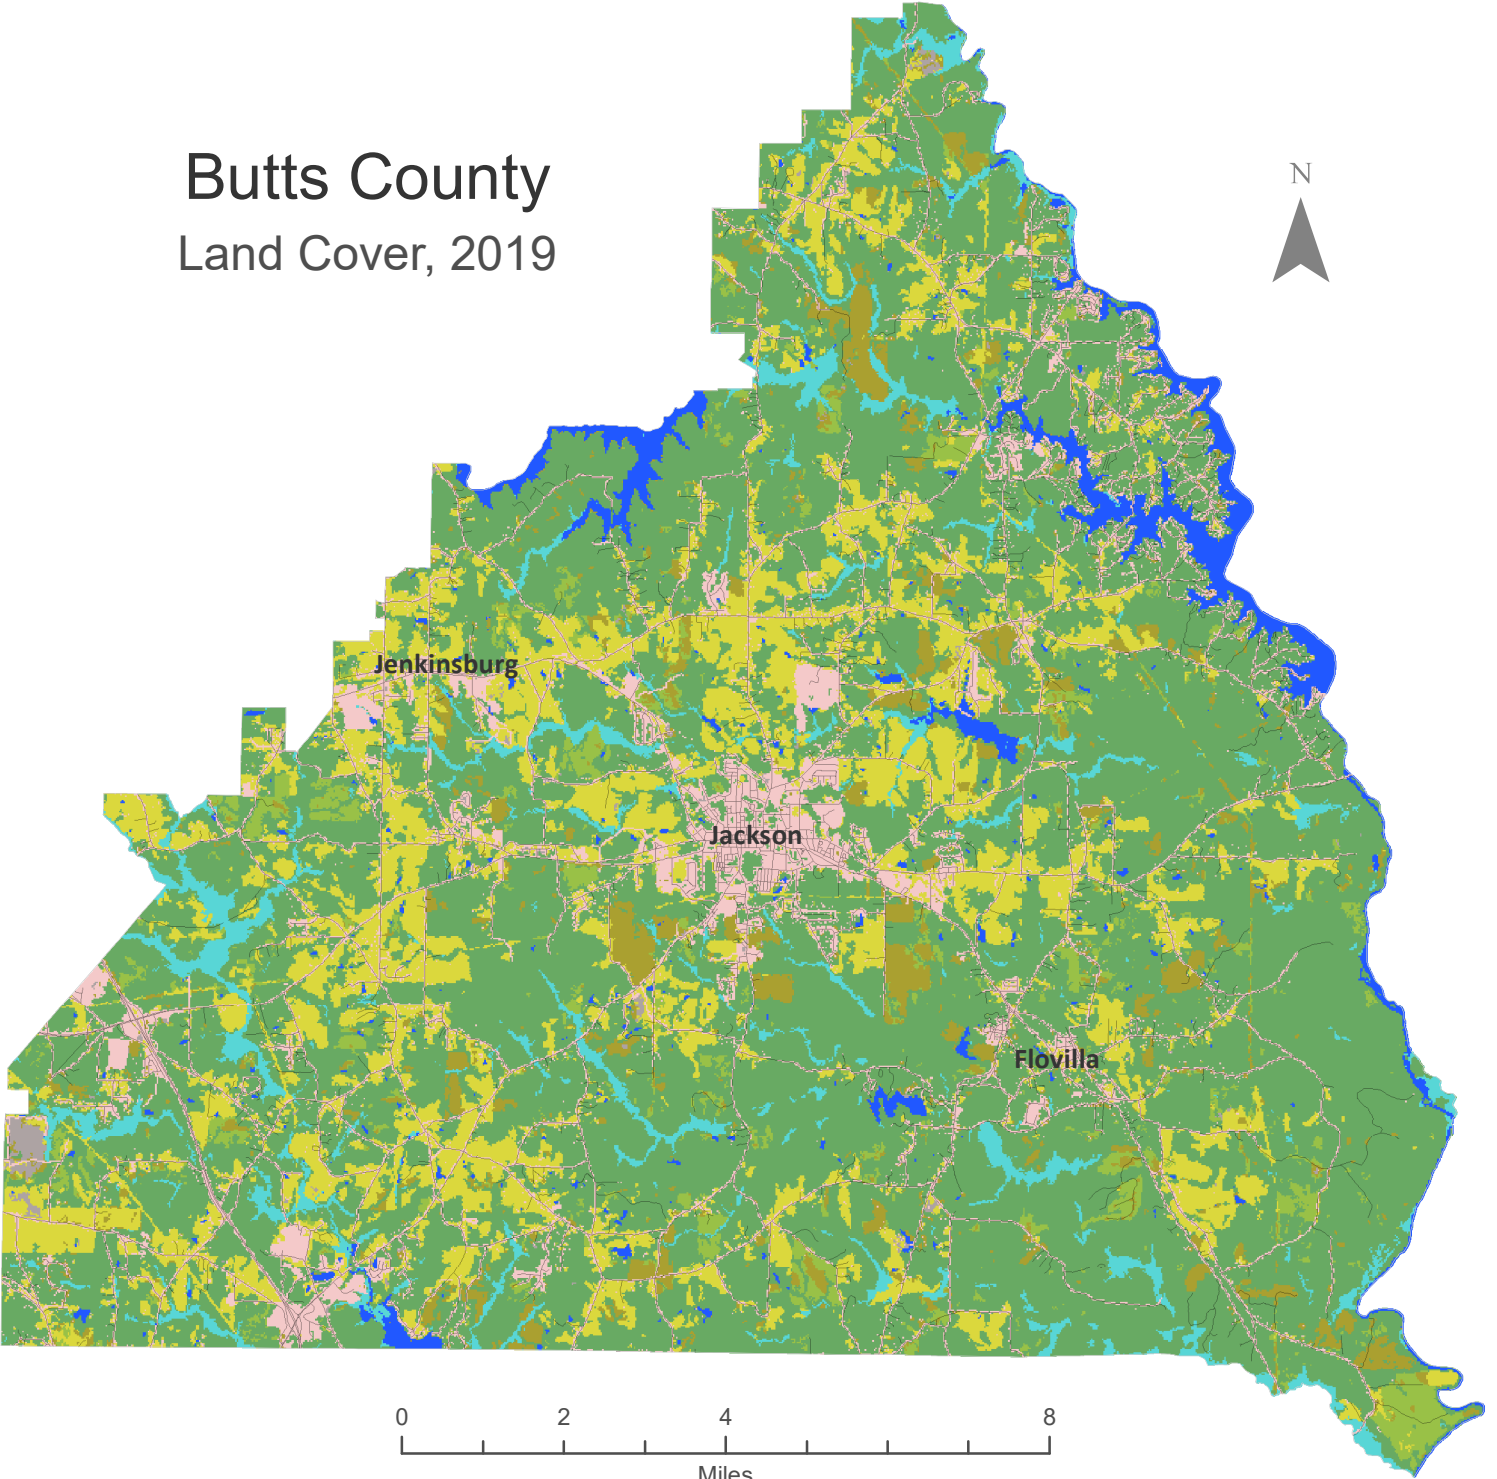 Butts County
Land Cover, 2019
N
Jenkinsburg
Jackson
Flovilla
0 2 4 8
Miles